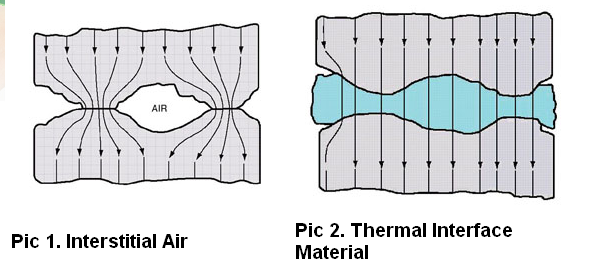 AIR
Pic 1. Interstitial Air
Pic 2. Thermal Interface
Material